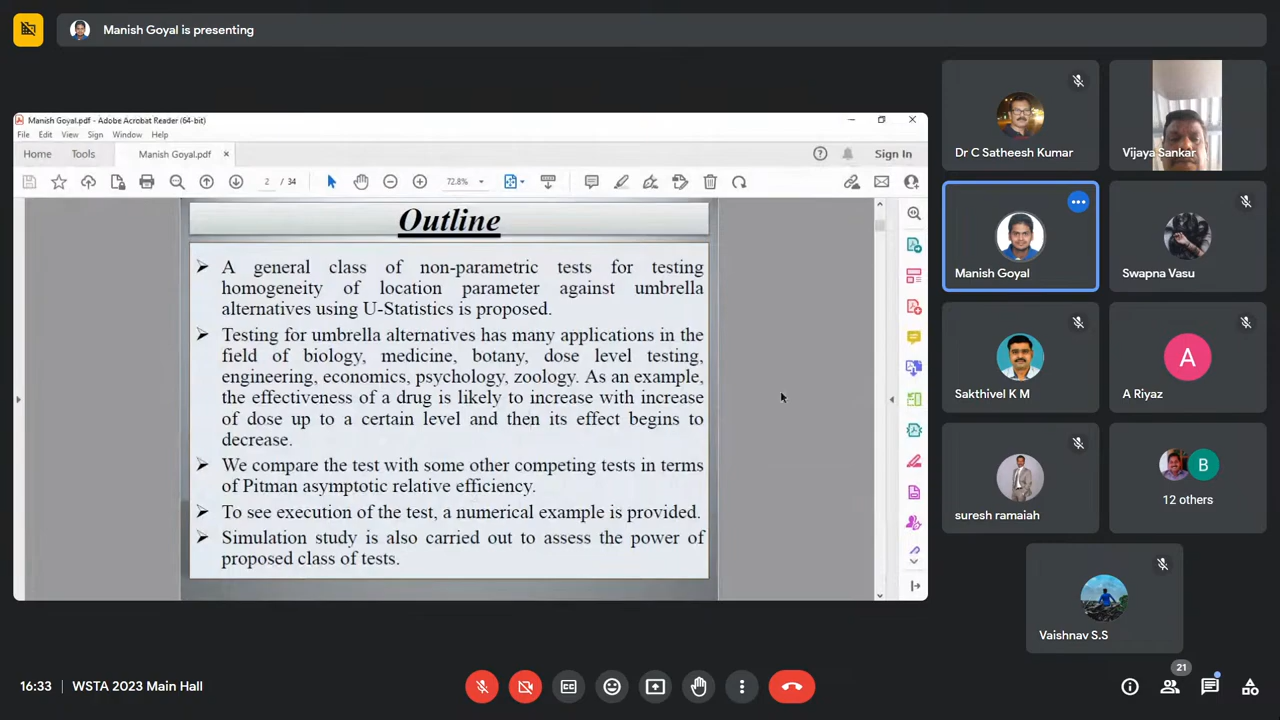 Manish Goyal is presenting
Manish Goyal.pdf - Adobe Acrobat Reader (64-bit)
File Edit View Sign Window Help
Home Tools Manish Goyal.pdf × Sign In
2 / 34 72.8%
Outline
➢ A general class of non-parametric tests for testing
homogeneity of location parameter against umbrella
alternatives using U-Statistics is proposed.
➢ Testing for umbrella alternatives has many applications in the
field of biology, medicine, botany, dose level testing,
engineering, economics, psychology, zoology. As an example,
the effectiveness of a drug is likely to increase with increase
of dose up to a certain level and then its effect begins to
decrease.
➢ We compare the test with some other competing tests in terms
of Pitman asymptotic relative efficiency.
➢ To see execution of the test, a numerical example is provided.
➢ Simulation study is also carried out to assess the power of
proposed class of tests.
Dr C Satheesh Kumar
Vijaya Sankar
Manish Goyal
Swapna Vasu
Sakthivel K M
A
A Riyaz
suresh ramaiah
B
12 others
Vaishnav S.S
16:33 | WSTA 2023 Main Hall
21